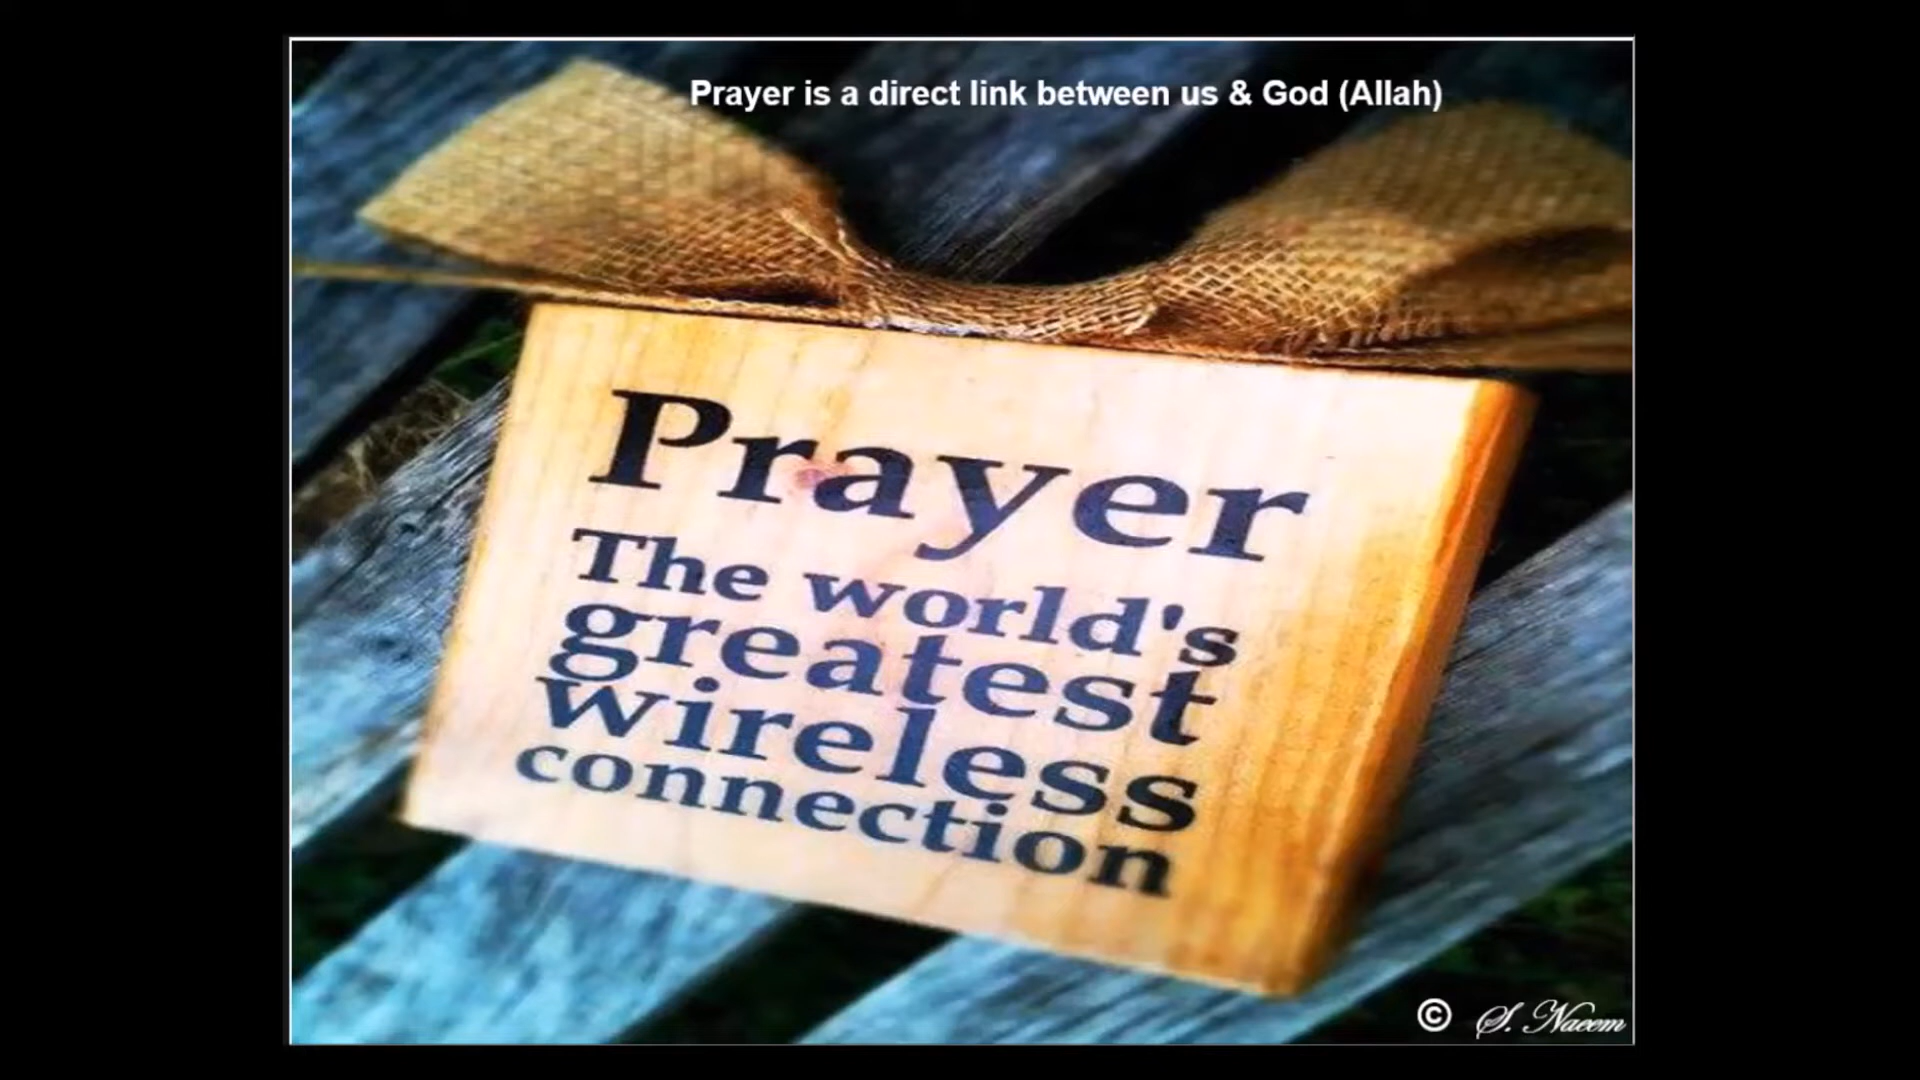 Prayer is a direct link between us & God (Allah)
Prayer
The world's
greatest
wireless
connection
© S. Naeem